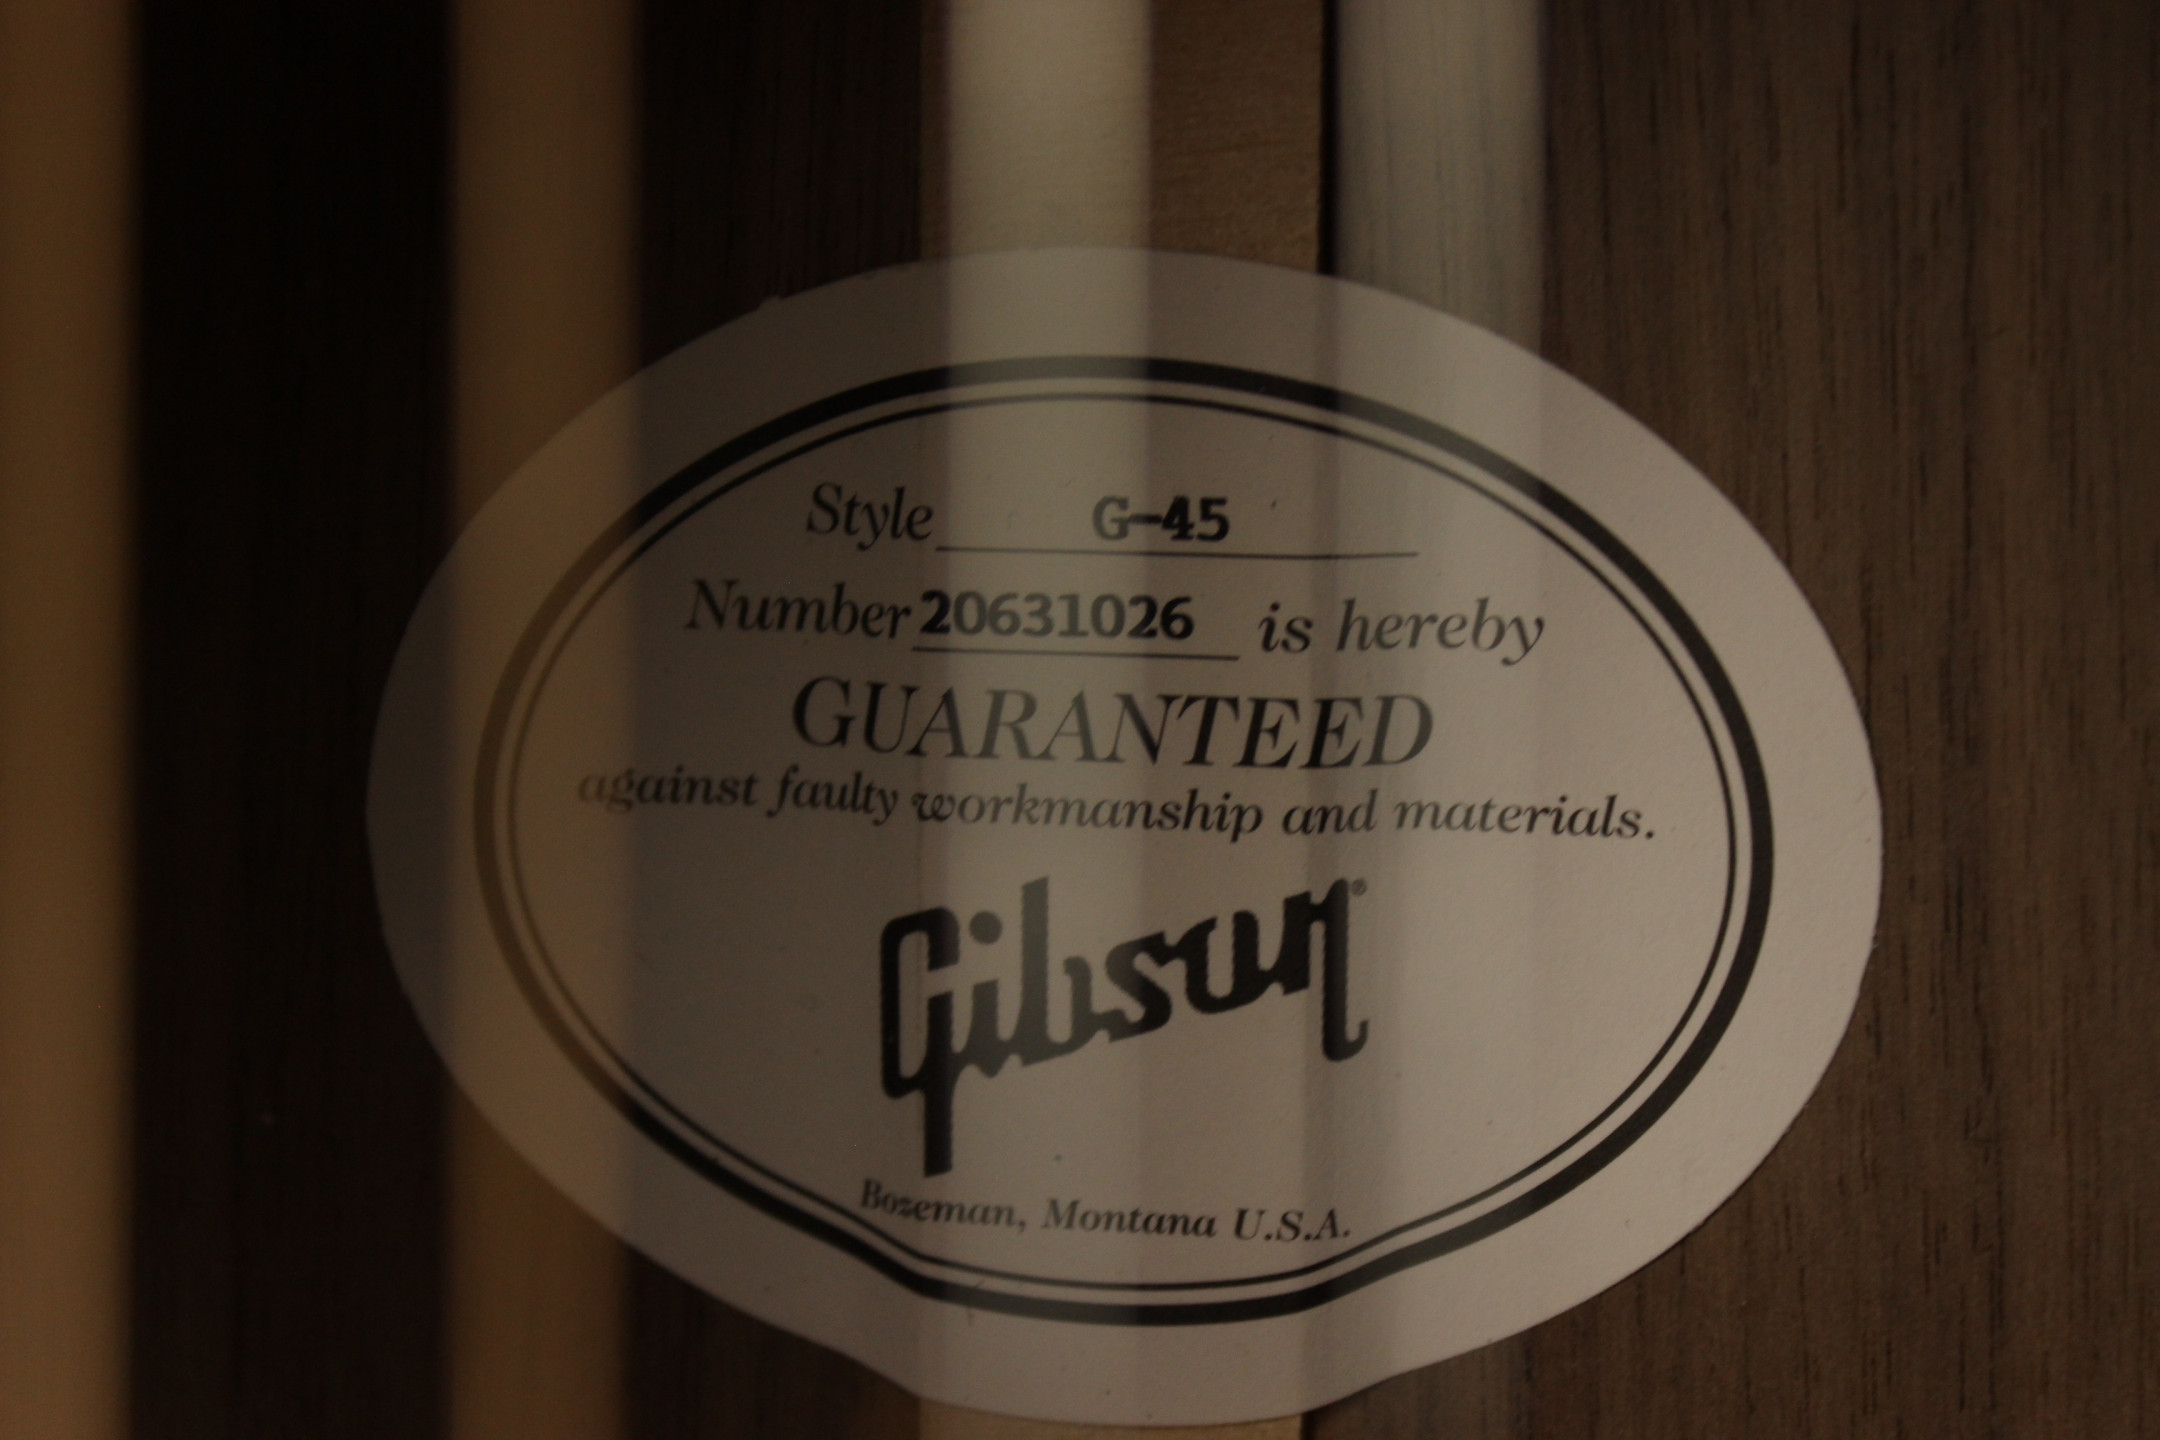 Style G-45
Number 20631026 is hereby
GUARANTEED
against faulty workmanship and materials.
Gibson®
Bozeman, Montana U.S.A.